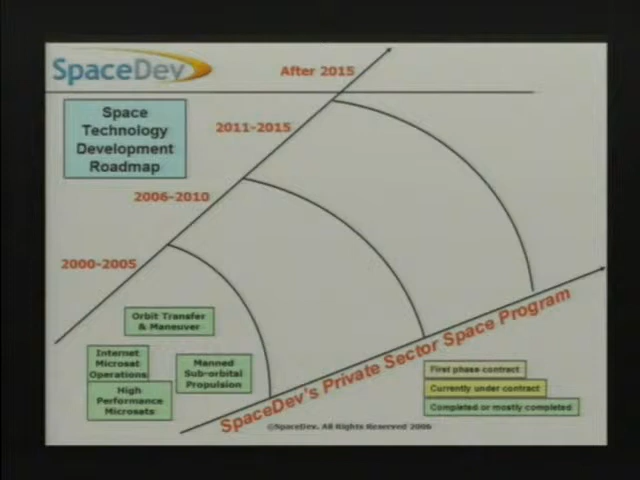 SpaceDev
After 2015
Space
Technology
Development
Roadmap
2011-2015
2006-2010
2000-2005
Orbit Transfer
& Maneuver
Internet
Microsat
Operations
Manned
Sub-orbital
Propulsion
High
Performance
Microsats
SpaceDev's Private Sector Space Program
First phase contract
Currently under contract
Completed or mostly completed
©SpaceDev. All Rights Reserved 2006